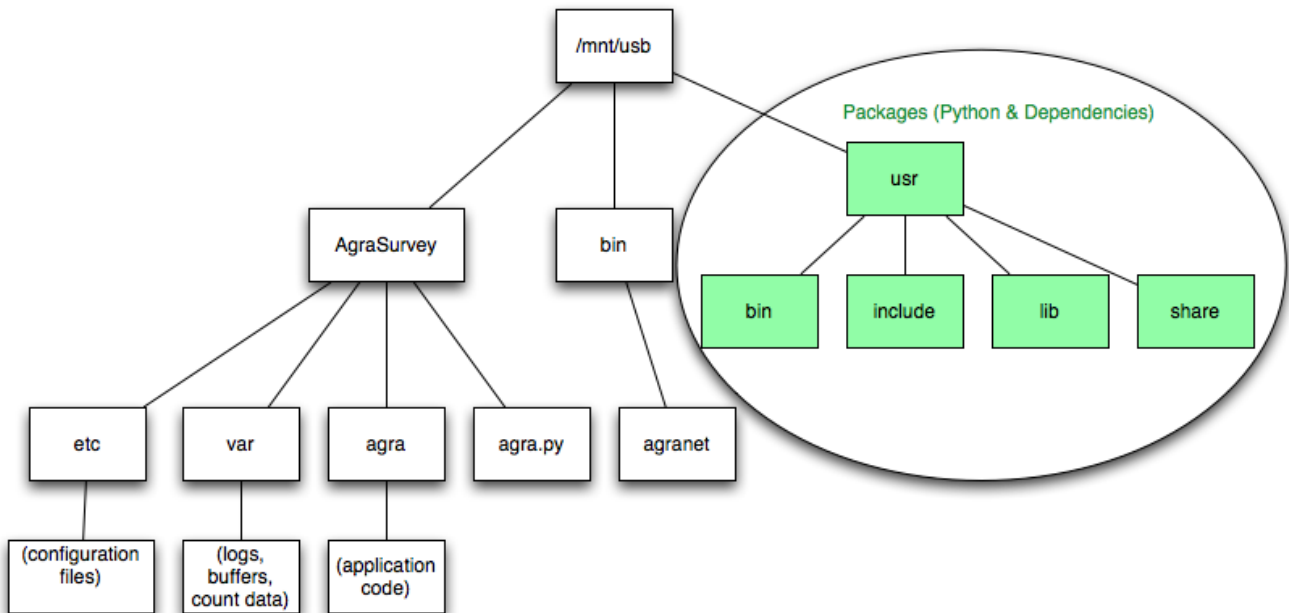 /mnt/usb
Packages (Python & Dependencies)
usr
AgraSurvey
bin
bin
include
lib
share
etc
var
agra
agra.py
agranet
(configuration
files)
(logs,
buffers,
count data)
(application
code)